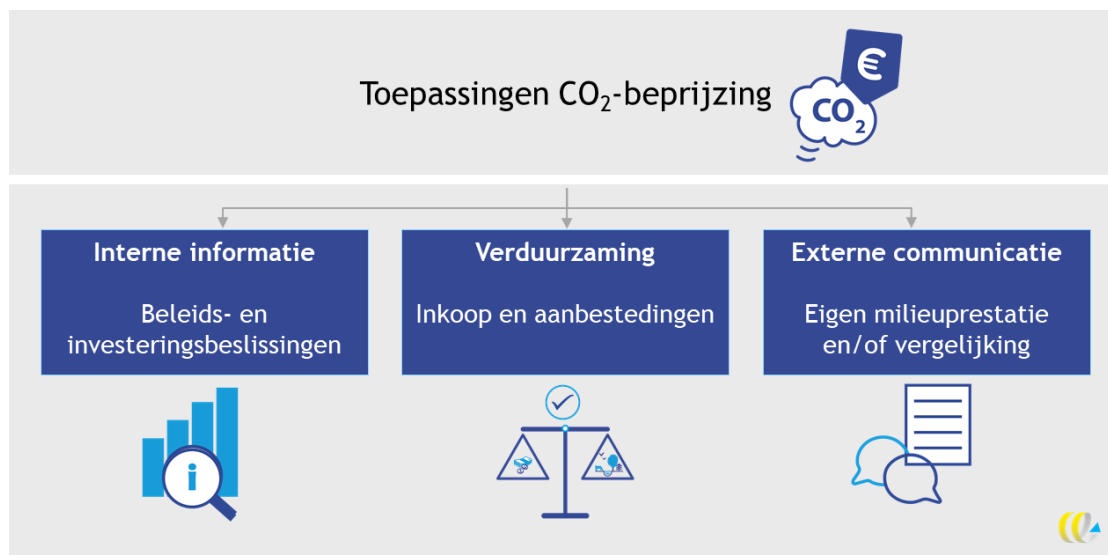 Toepassingen CO₂-beprijzing
€
CO₂
Interne informatie
Beleids- en
investeringsbeslissingen
Verduurzaming
Inkoop en aanbestedingen
Externe communicatie
Eigen milieuprestatie
en/of vergelijking
i